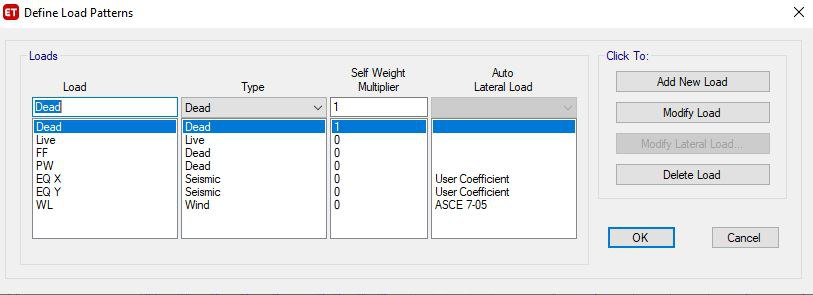 ET Define Load Patterns
Loads
Click To:
Load Type Self Weight Multiplier Auto Lateral Load
Dead Dead 1
Dead Dead 1
Live Live 0
FF Dead 0
PW Dead 0
EQ X Seismic 0 User Coefficient
EQ Y Seismic 0 User Coefficient
WL Wind 0 ASCE 7-05
Add New Load
Modify Load
Modify Lateral Load...
Delete Load
OK
Cancel